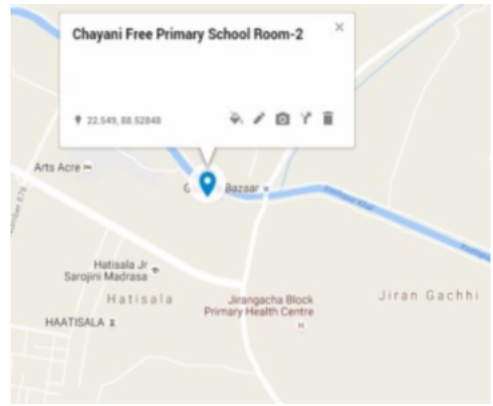 Chayani Free Primary School Room-2
22.549, 88.52848
Arts Acre
Bazaar
Hatisala Jr
Sarojini Madrasa
Hatisala
HAATISALA
Jirangacha Block
Primary Health Centre
H
Jiran Gachhi